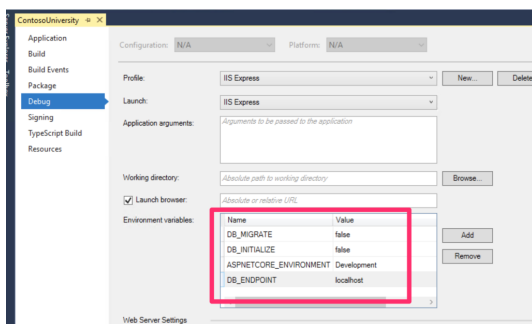 ContosoUniversity
Application
Configuration: N/A Platform: N/A
Build
Build Events
Package
Profile: IIS Express New... Delete
Debug
Launch: IIS Express
Signing
Application arguments: Arguments to be passed to the application
TypeScript Build
Resources
Working directory: Absolute path to working directory Browse...
Launch browser: Absolute or relative URL
Environment variables:
Name Value
DB_MIGRATE false Add
DB_INITIALIZE false
Remove
ASPNETCORE_ENVIRONMENT Development
DB_ENDPOINT localhost
Web Server Settings